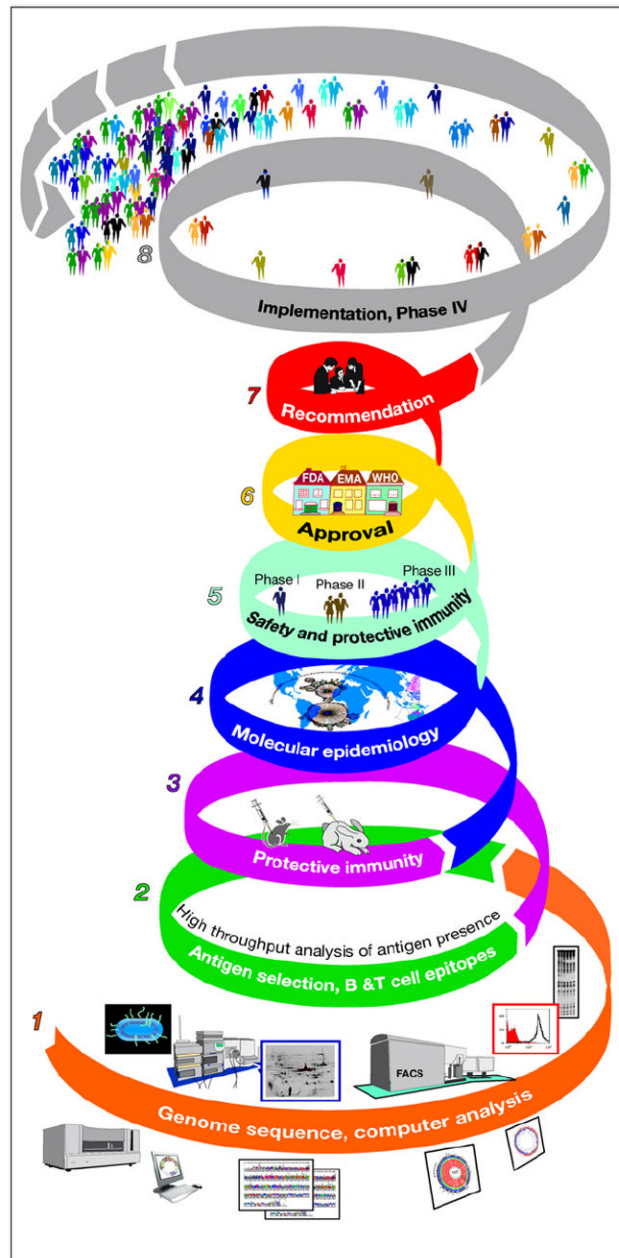 8
Implementation, Phase IV
7
Recommendation
FDA EMA WHO
6
Approval
Phase I Phase II Phase III
5
Safety and protective immunity
4
Molecular epidemiology
3
Protective immunity
2
High throughput analysis of antigen presence
Antigen selection, B &T cell epitopes
1
FACS
Genome sequence, computer analysis